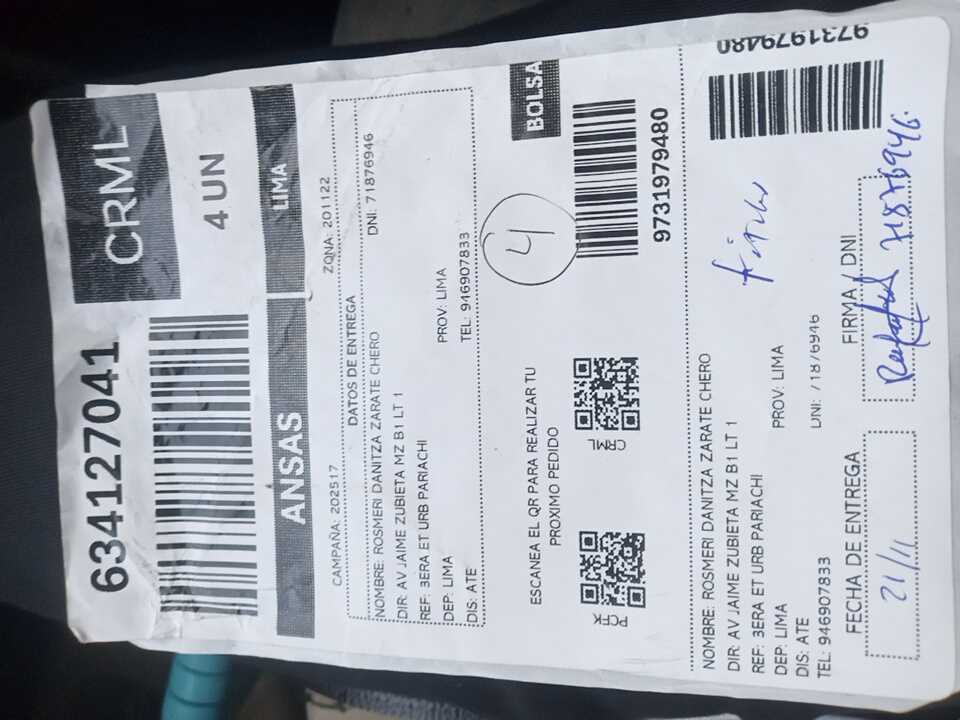 634127041
CRML
4 UN
ANSAS
LIMA
CAMPAÑA: 202517 ZONA: 201122
DATOS DE ENTREGA
NOMBRE: ROSMERI DANITZA ZARATE CHERO DNI: 71876946
DIR: AV JAIME ZUBIETA MZ B1 LT 1
REF: 3ERA ET URB PARIACHI
DEP: LIMA PROV: LIMA
DIS: ATE TEL: 946907833
4
ESCANEA EL QR PARA REALIZAR TU
PROXIMO PEDIDO
BOLSA
PCFK
CRML
9731979480
9731979480
NOMBRE: ROSMERI DANITZA ZARATE CHERO
DIR: AV JAIME ZUBIETA MZ B1 LT 1
REF: 3ERA ET URB PARIACHI
DEP: LIMA PROV: LIMA
DIS: ATE
TEL: 946907833 DNI: 71876946
FECHA DE ENTREGA FIRMA Y DNI
21/11 71876946